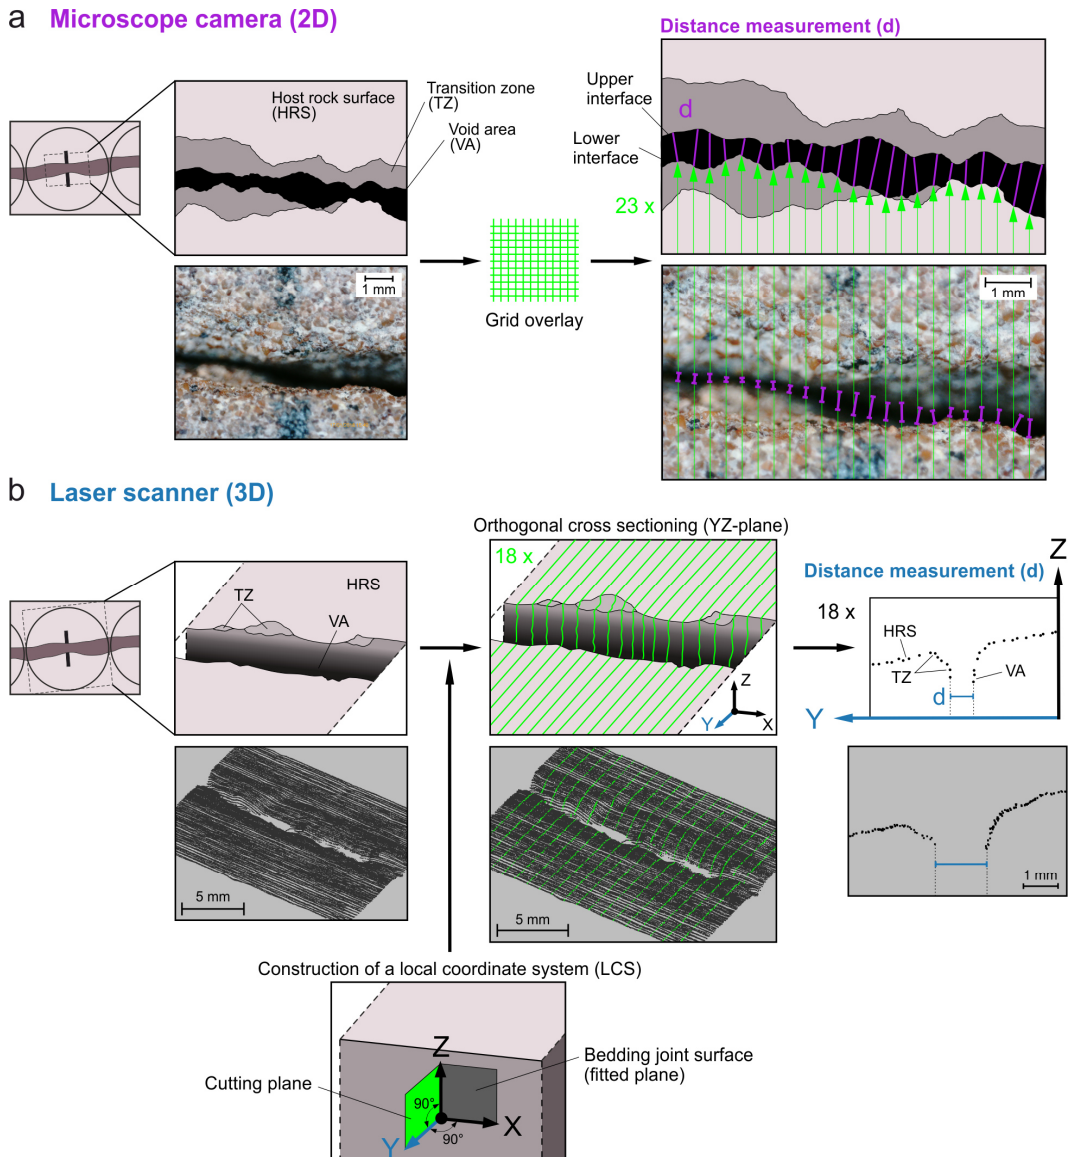 a Microscope camera (2D)
Distance measurement (d)
Host rock surface
(HRS)
Transition zone
(TZ)
Void area
(VA)
Upper
interface
Lower
interface
d
23 x
1 mm
Grid overlay
1 mm
b Laser scanner (3D)
Orthogonal cross sectioning (YZ-plane)
HRS
TZ
VA
18 x
Z
Y
X
Distance measurement (d)
Z
18 x
HRS
TZ
VA
d
Y
5 mm
5 mm
1 mm
Construction of a local coordinate system (LCS)
Z
Bedding joint surface
(fitted plane)
Cutting plane
90°
X
90°
Y